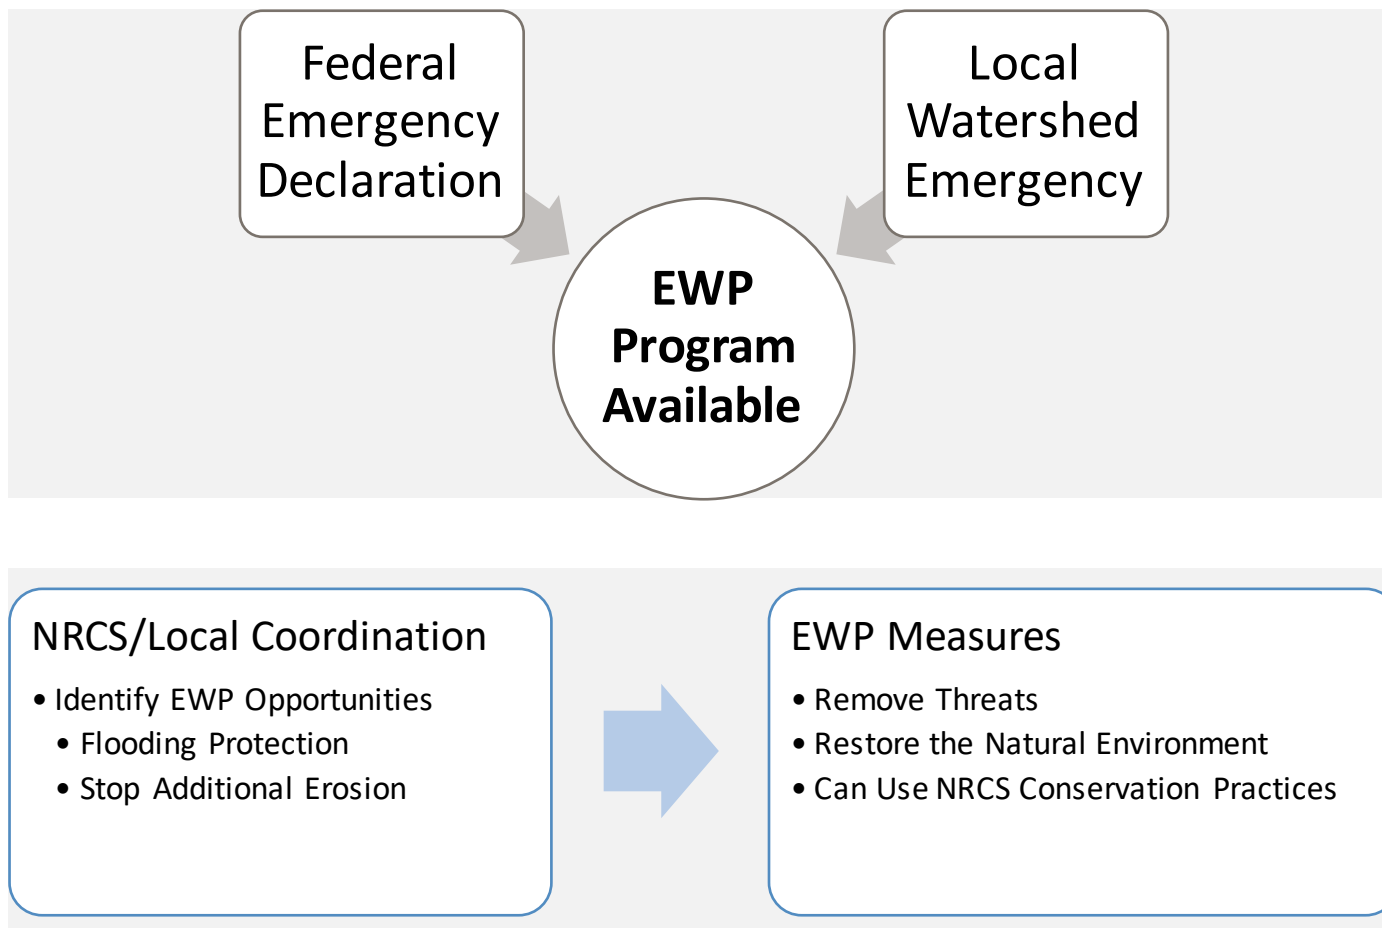 Federal
Emergency
Declaration
Local
Watershed
Emergency
EWP
Program
Available
NRCS/Local Coordination
• Identify EWP Opportunities
• Flooding Protection
• Stop Additional Erosion
EWP Measures
• Remove Threats
• Restore the Natural Environment
• Can Use NRCS Conservation Practices